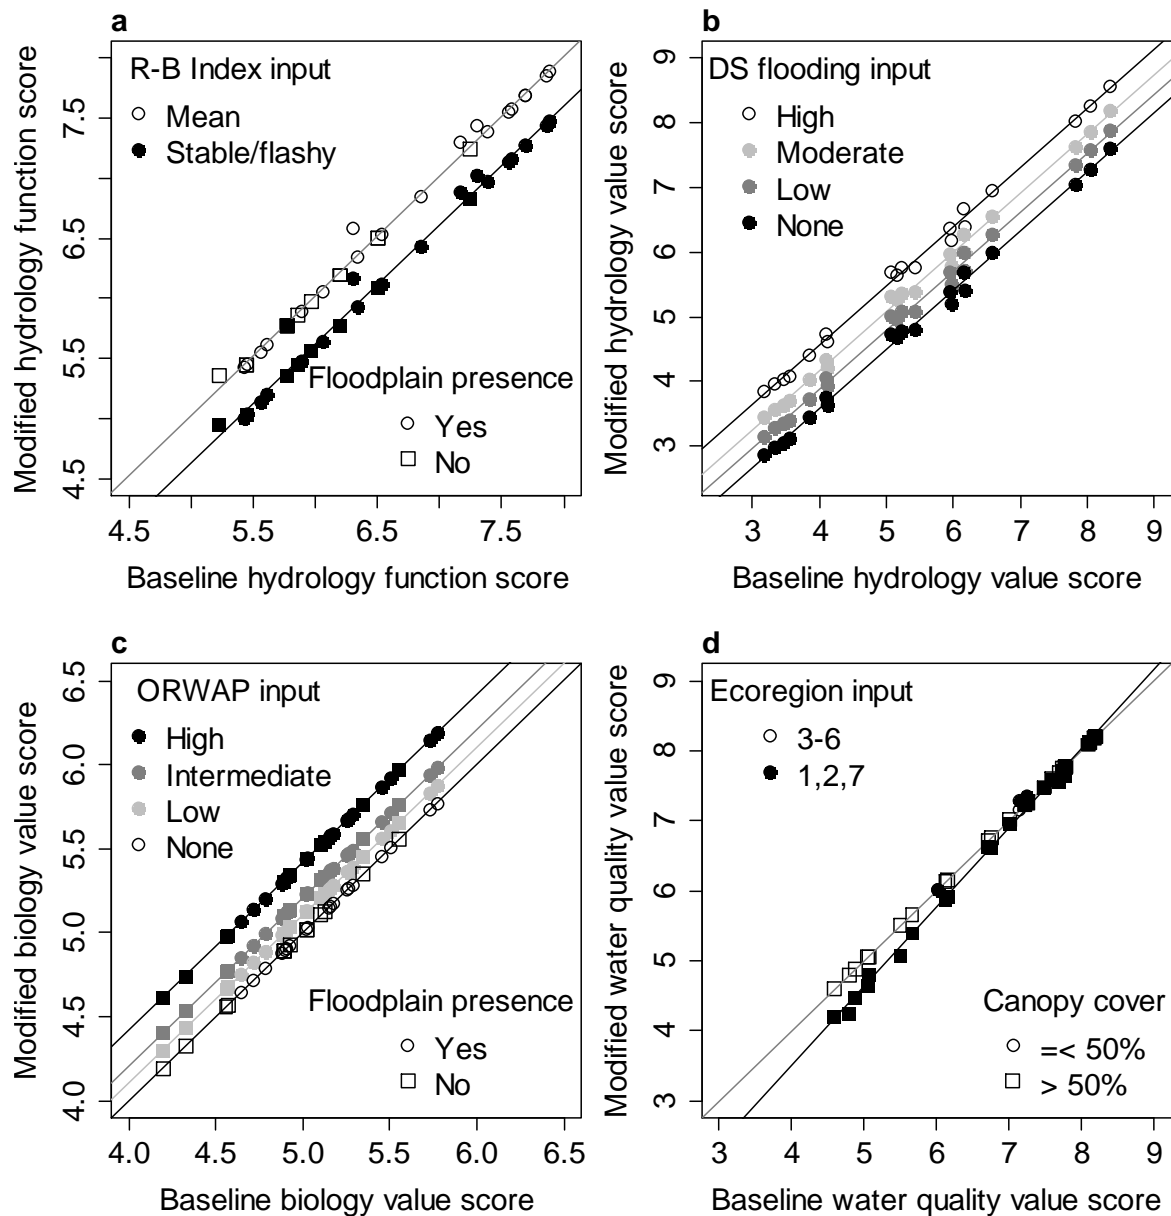 a
R-B Index input
Mean
Stable/flashy
Floodplain presence
Yes
No
Modified hydrology function score
4.5 5.5 6.5 7.5
4.5 5.5 6.5 7.5
Baseline hydrology function score
b
DS flooding input
High
Moderate
Low
None
Modified hydrology value score
3 4 5 6 7 8 9
3 4 5 6 7 8 9
Baseline hydrology value score
c
ORWAP input
High
Intermediate
Low
None
Floodplain presence
Yes
No
Modified biology value score
4.0 4.5 5.0 5.5 6.0 6.5
4.0 4.5 5.0 5.5 6.0 6.5
Baseline biology value score
d
Ecoregion input
3-6
1,2,7
Canopy cover
=< 50%
> 50%
Modified water quality value score
3 4 5 6 7 8 9
3 4 5 6 7 8 9
Baseline water quality value score